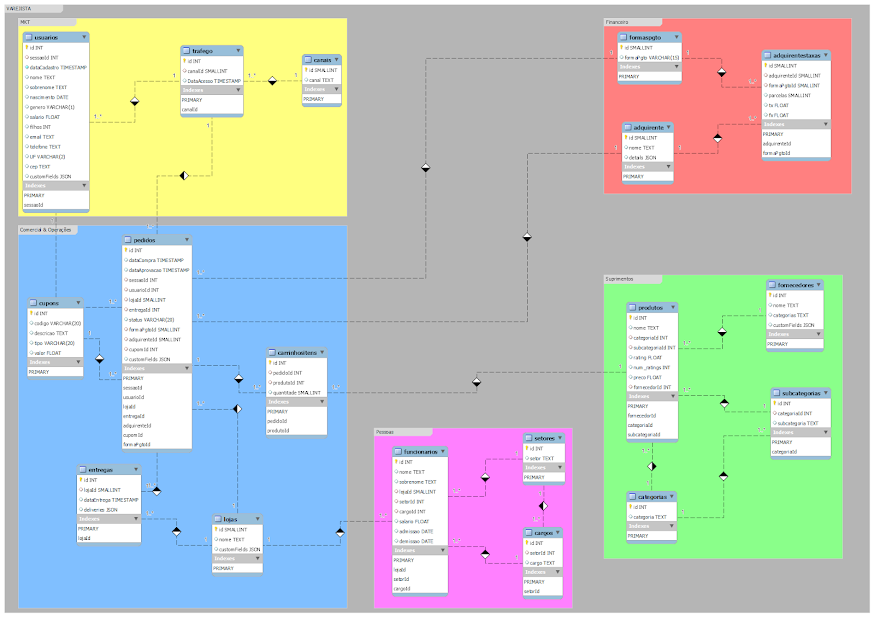 VAREJISTA
MKT
usuarios
id INT
sessaoId INT
dataCadastro TIMESTAMP
nome TEXT
sobrenome TEXT
nascimento DATE
genero VARCHAR(1)
salario FLOAT
filhos INT
email TEXT
telefone TEXT
UF VARCHAR(2)
cep TEXT
customFields JSON
Indexes
PRIMARY
sessaoId
trafego
id INT
canalId SMALLINT
DataAcesso TIMESTAMP
Indexes
PRIMARY
canalId
canais
id SMALLINT
canal TEXT
Indexes
PRIMARY
Financeiro
formaspgto
id SMALLINT
formaPgto VARCHAR(15)
Indexes
PRIMARY
adquirentestaxas
id SMALLINT
adquirenteId SMALLINT
formaPgtoId SMALLINT
parcelas SMALLINT
tx FLOAT
fx FLOAT
Indexes
PRIMARY
adquirenteId
formaPgtoId
adquirente
id SMALLINT
nome TEXT
details JSON
Indexes
PRIMARY
Comercial & Operações
pedidos
id INT
dataCompra TIMESTAMP
dataAprovacao TIMESTAMP
sessaoId INT
usuarioId INT
lojaId SMALLINT
entregaId INT
status VARCHAR(20)
formaPgtoId SMALLINT
adquirenteId SMALLINT
cupomId INT
customFields JSON
Indexes
PRIMARY
sessaoId
usuarioId
lojaId
entregaId
adquirenteId
cupomId
formaPgtoId
cupons
id INT
codigo VARCHAR(20)
descricao TEXT
tipo VARCHAR(20)
valor FLOAT
Indexes
PRIMARY
carrinhositens
id INT
pedidoId INT
produtoId INT
quantidade SMALLINT
Indexes
PRIMARY
pedidoId
produtoId
entregas
id INT
lojaId SMALLINT
dataEntrega TIMESTAMP
deliveries JSON
Indexes
PRIMARY
lojaId
lojas
id SMALLINT
nome TEXT
customFields JSON
Indexes
PRIMARY
Pessoas
funcionarios
id INT
nome TEXT
sobrenome TEXT
lojaId SMALLINT
setorId INT
cargoId INT
salario FLOAT
admissao DATE
demissao DATE
Indexes
PRIMARY
lojaId
setorId
cargoId
setores
id INT
setor TEXT
Indexes
PRIMARY
cargos
id INT
setorId INT
cargo TEXT
Indexes
PRIMARY
setorId
Suprimentos
produtos
id INT
nome TEXT
categoriaId INT
subcategoriaId INT
rating FLOAT
num_ratings INT
preco FLOAT
fornecedorId INT
Indexes
PRIMARY
fornecedorId
categoriaId
subcategoriaId
fornecedores
id INT
nome TEXT
categorias TEXT
customFields JSON
Indexes
PRIMARY
subcategorias
id INT
categoriaId INT
subcategoria TEXT
Indexes
PRIMARY
categoriaId
categorias
id INT
categoria TEXT
Indexes
PRIMARY